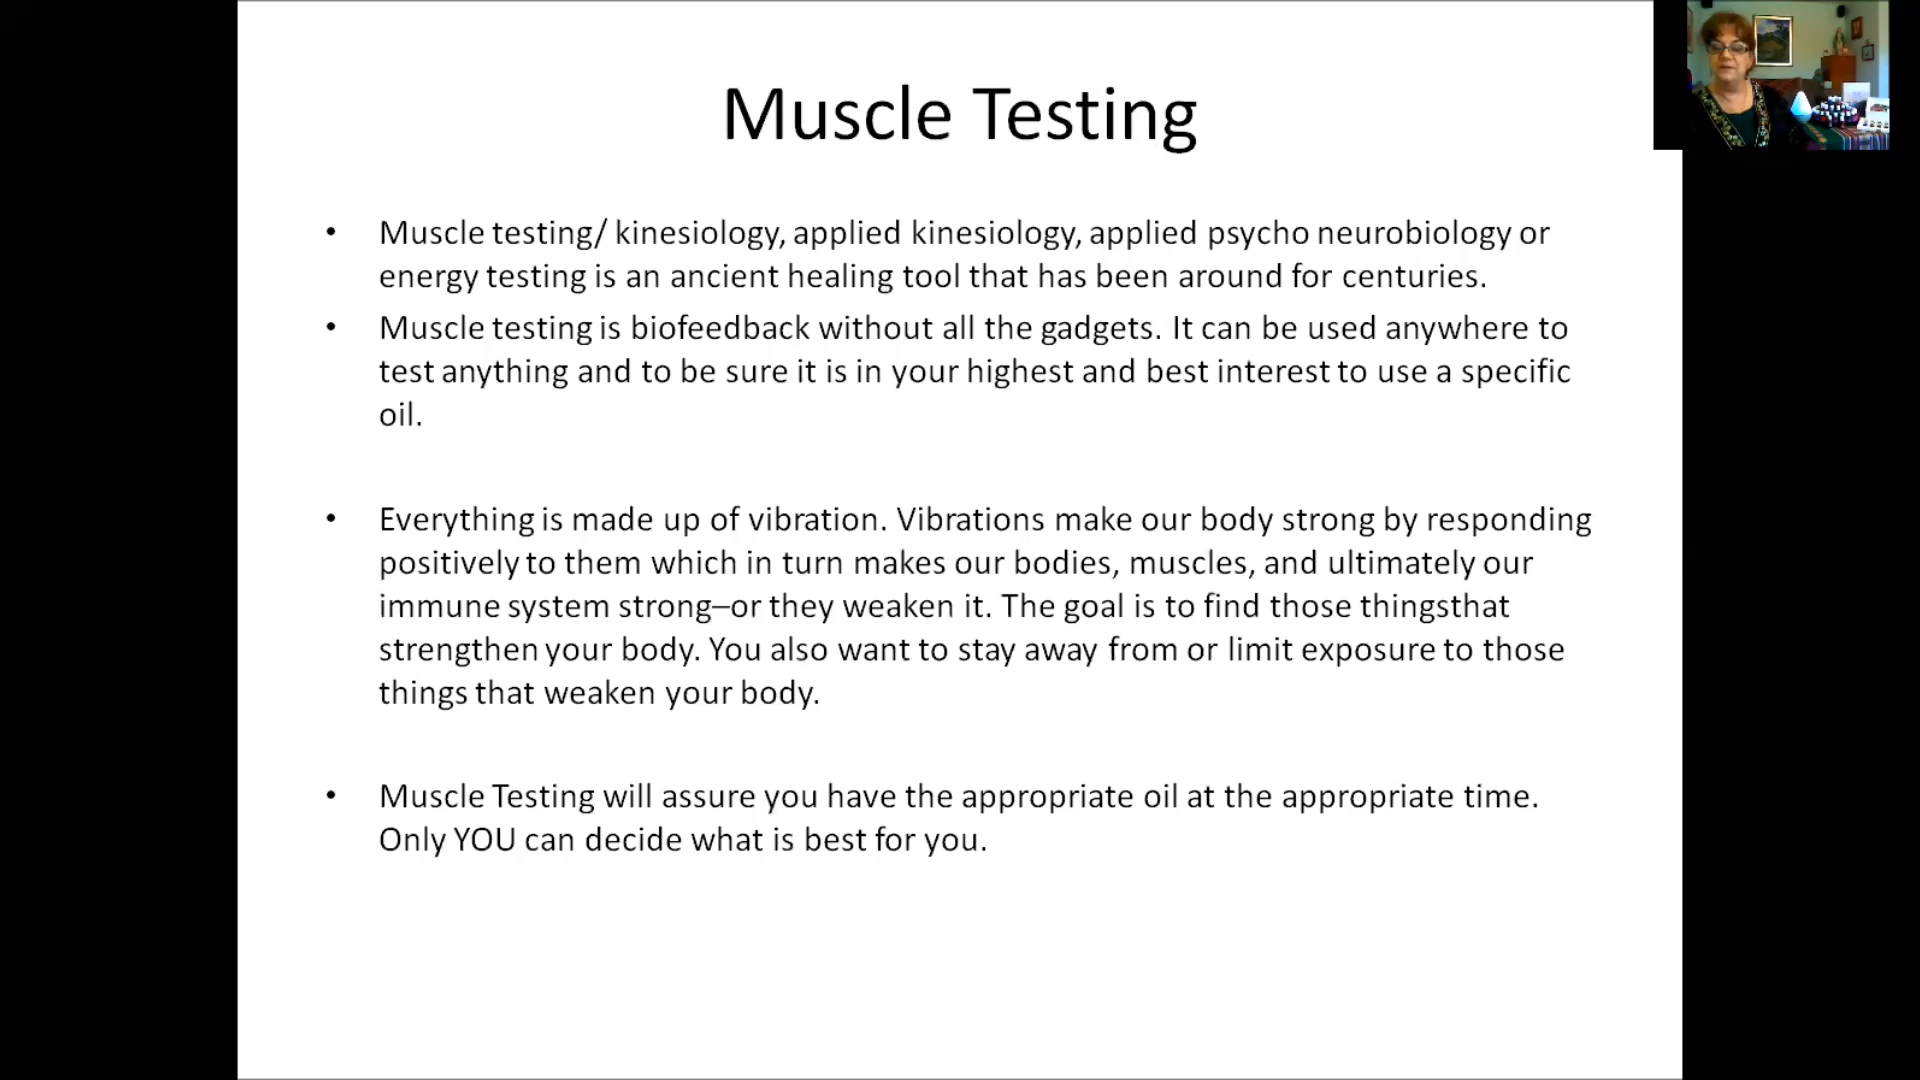 Muscle Testing
• Muscle testing/ kinesiology, applied kinesiology, applied psycho neurobiology or
energy testing is an ancient healing tool that has been around for centuries.
• Muscle testing is biofeedback without all the gadgets. It can be used anywhere to
test anything and to be sure it is in your highest and best interest to use a specific
oil.
• Everything is made up of vibration. Vibrations make our body strong by responding
positively to them which in turn makes our bodies, muscles, and ultimately our
immune system strong–or they weaken it. The goal is to find those thingsthat
strengthen your body. You also want to stay away from or limit exposure to those
things that weaken your body.
• Muscle Testing will assure you have the appropriate oil at the appropriate time.
Only YOU can decide what is best for you.